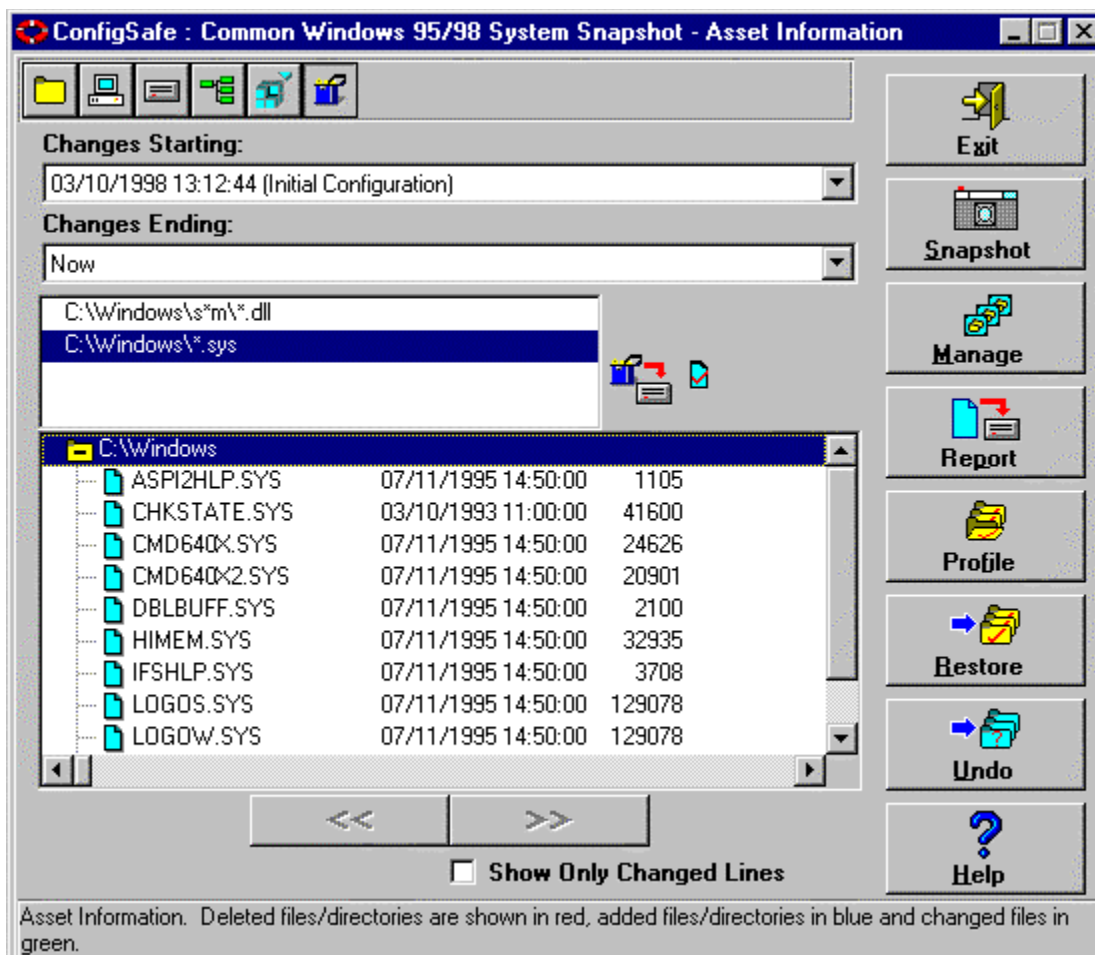 ConfigSafe : Common Windows 95/98 System Snapshot - Asset Information
Changes Starting:
03/10/1998 13:12:44 (Initial Configuration)
Changes Ending:
Now
C:\Windows\s*m\*.dll
C:\Windows\*.sys
C:\Windows
ASPI2HLP.SYS 07/11/1995 14:50:00 1105
CHKSTATE.SYS 03/10/1993 11:00:00 41600
CMD640X.SYS 07/11/1995 14:50:00 24626
CMD640X2.SYS 07/11/1995 14:50:00 20901
DBLBUFF.SYS 07/11/1995 14:50:00 2100
HIMEM.SYS 07/11/1995 14:50:00 32935
IFSHLP.SYS 07/11/1995 14:50:00 3708
LOGOS.SYS 07/11/1995 14:50:00 129078
LOGOW.SYS 07/11/1995 14:50:00 129078
<< >>
Show Only Changed Lines
Exit
Snapshot
Manage
Report
Profile
Restore
Undo
Help
Asset Information. Deleted files/directories are shown in red, added files/directories in blue and changed files in
green.